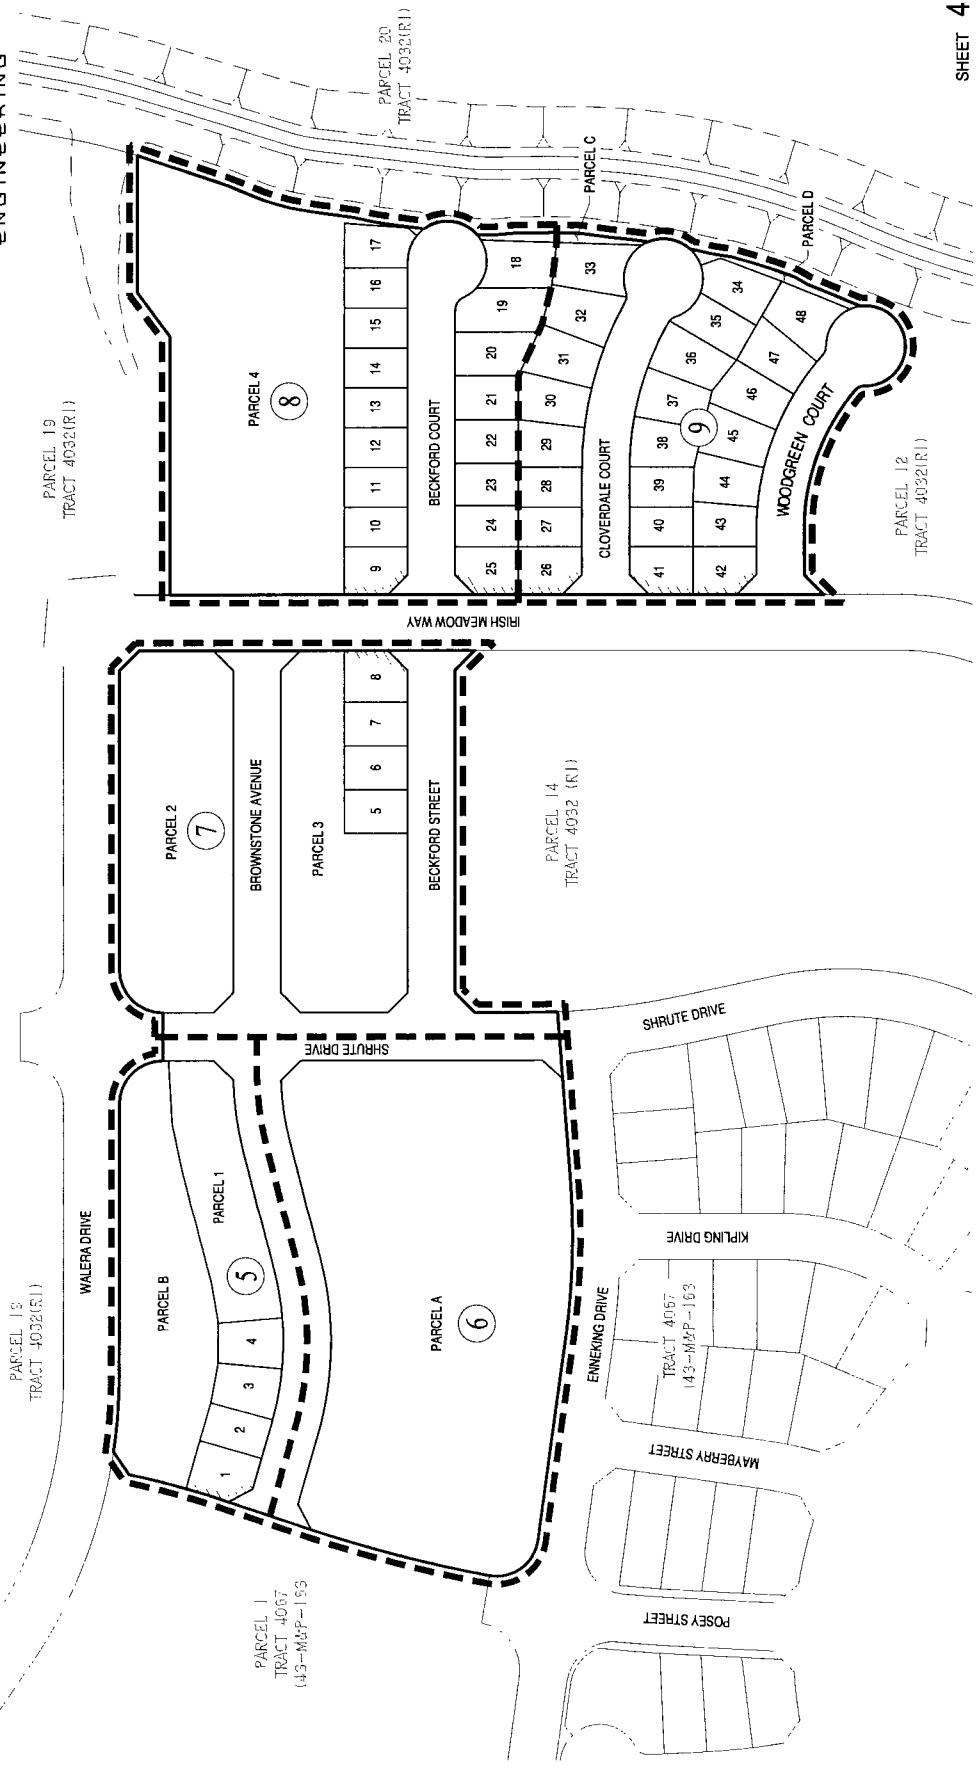 ENGINEERING
SHEET 4
PARCEL 18
TRACT 4032(R1)
PARCEL 19
TRACT 4032(R1)
PARCEL 20
TRACT 4032(R1)
WALERA DRIVE
PARCEL B
PARCEL 1
5
1
2
3
4
PARCEL A
6
SHRUTE DRIVE
PARCEL 2
7
BROWNSTONE AVENUE
PARCEL 3
5
6
7
8
BECKFORD STREET
IRISH MEADOW WAY
PARCEL 4
8
9
10
11
12
13
14
15
16
17
BECKFORD COURT
25
24
23
22
21
20
19
18
26
27
28
29
30
31
32
33
PARCEL C
CLOVERDALE COURT
41
40
39
38
37
36
35
34
9
42
43
44
45
46
47
48
PARCEL D
WOODGREEN COURT
PARCEL 12
TRACT 4032(R1)
PARCEL 14
TRACT 4032 (R1)
SHRUTE DRIVE
KIPLING DRIVE
ENNEKING DRIVE
TRACT 4067
(43-M&P-163
MAYBERRY STREET
POSEY STREET
PARCEL 1
TRACT 4067
(43-M&P-163